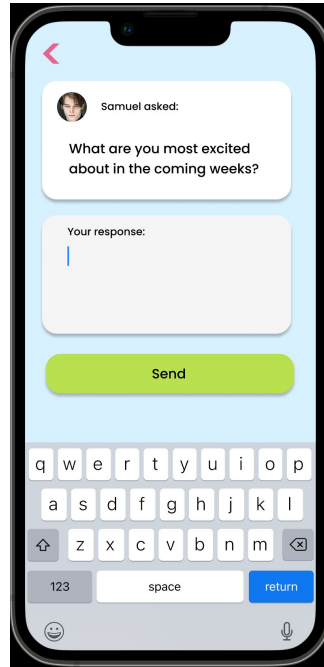 Samuel asked:
What are you most excited
about in the coming weeks?
Your response:
Send
q w e r t y u i o p
a s d f g h j k l
z x c v b n m
123 space return